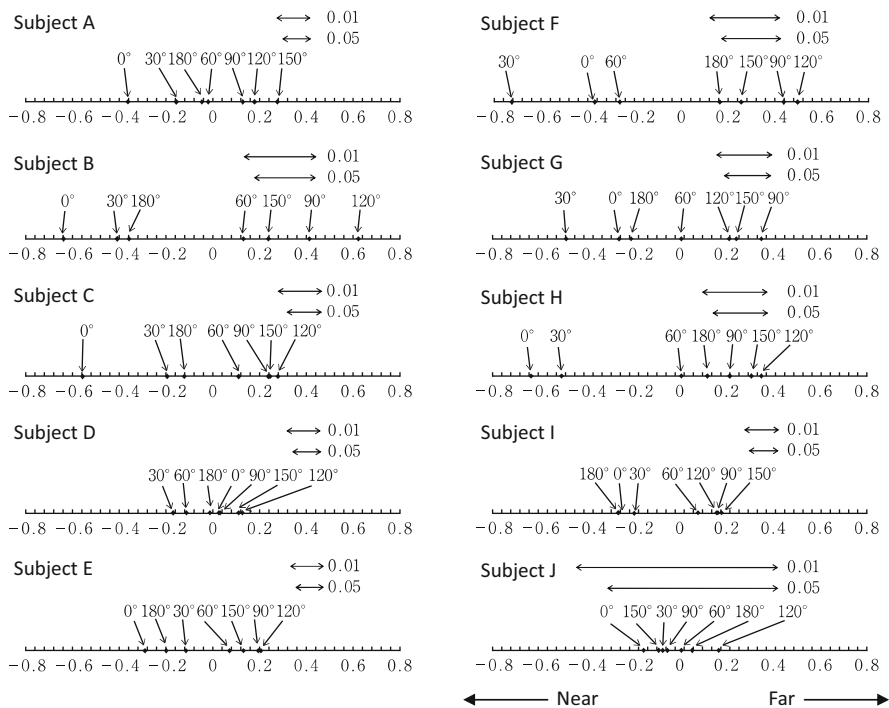 Subject A
0.01
0.05
0° 30° 180° 60° 90° 120° 150°
−0.8 −0.6 −0.4 −0.2 0 0.2 0.4 0.6 0.8
Subject B
0.01
0.05
0° 30° 180° 60° 150° 90° 120°
−0.8 −0.6 −0.4 −0.2 0 0.2 0.4 0.6 0.8
Subject C
0.01
0.05
0° 30° 180° 60° 90° 150° 120°
−0.8 −0.6 −0.4 −0.2 0 0.2 0.4 0.6 0.8
Subject D
0.01
0.05
30° 60° 180° 0° 90° 150° 120°
−0.8 −0.6 −0.4 −0.2 0 0.2 0.4 0.6 0.8
Subject E
0.01
0.05
0° 180° 30° 60° 150° 90° 120°
−0.8 −0.6 −0.4 −0.2 0 0.2 0.4 0.6 0.8
Subject F
0.01
0.05
30° 0° 60° 180° 150° 90° 120°
−0.8 −0.6 −0.4 −0.2 0 0.2 0.4 0.6 0.8
Subject G
0.01
0.05
30° 0° 180° 60° 120° 150° 90°
−0.8 −0.6 −0.4 −0.2 0 0.2 0.4 0.6 0.8
Subject H
0.01
0.05
0° 30° 60° 180° 90° 150° 120°
−0.8 −0.6 −0.4 −0.2 0 0.2 0.4 0.6 0.8
Subject I
0.01
0.05
180° 0° 30° 60° 120° 90° 150°
−0.8 −0.6 −0.4 −0.2 0 0.2 0.4 0.6 0.8
Subject J
0.01
0.05
0° 150° 30° 90° 60° 180° 120°
−0.8 −0.6 −0.4 −0.2 0 0.2 0.4 0.6 0.8
Near Far